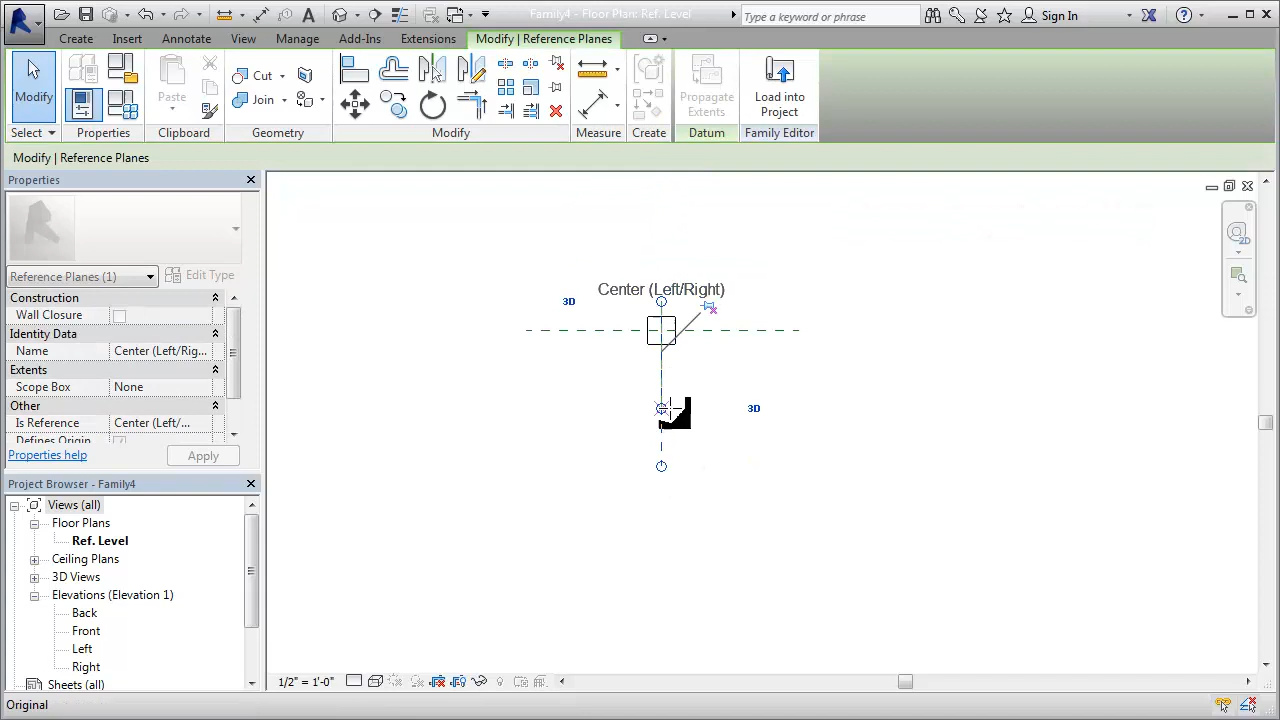 Family4 - Floor Plan: Ref. Level
Type a keyword or phrase
Sign In
Create
Insert
Annotate
View
Manage
Add-Ins
Extensions
Modify | Reference Planes
Modify
Paste
Cut
Join
Propagate
Extents
Load into
Project
Select
Properties
Clipboard
Geometry
Modify
Measure
Create
Datum
Family Editor
Modify | Reference Planes
Properties
Reference Planes (1)
Edit Type
Construction
Wall Closure
Identity Data
Name
Center (Left/Rig...
Extents
Scope Box
None
Other
Is Reference
Center (Left/...
Defines Origin
Properties help
Apply
Project Browser - Family4
Views (all)
Floor Plans
Ref. Level
Ceiling Plans
3D Views
Elevations (Elevation 1)
Back
Front
Left
Right
Sheets (all)
Center (Left/Right)
3D
3D
2D
1/2" = 1'-0"
Original